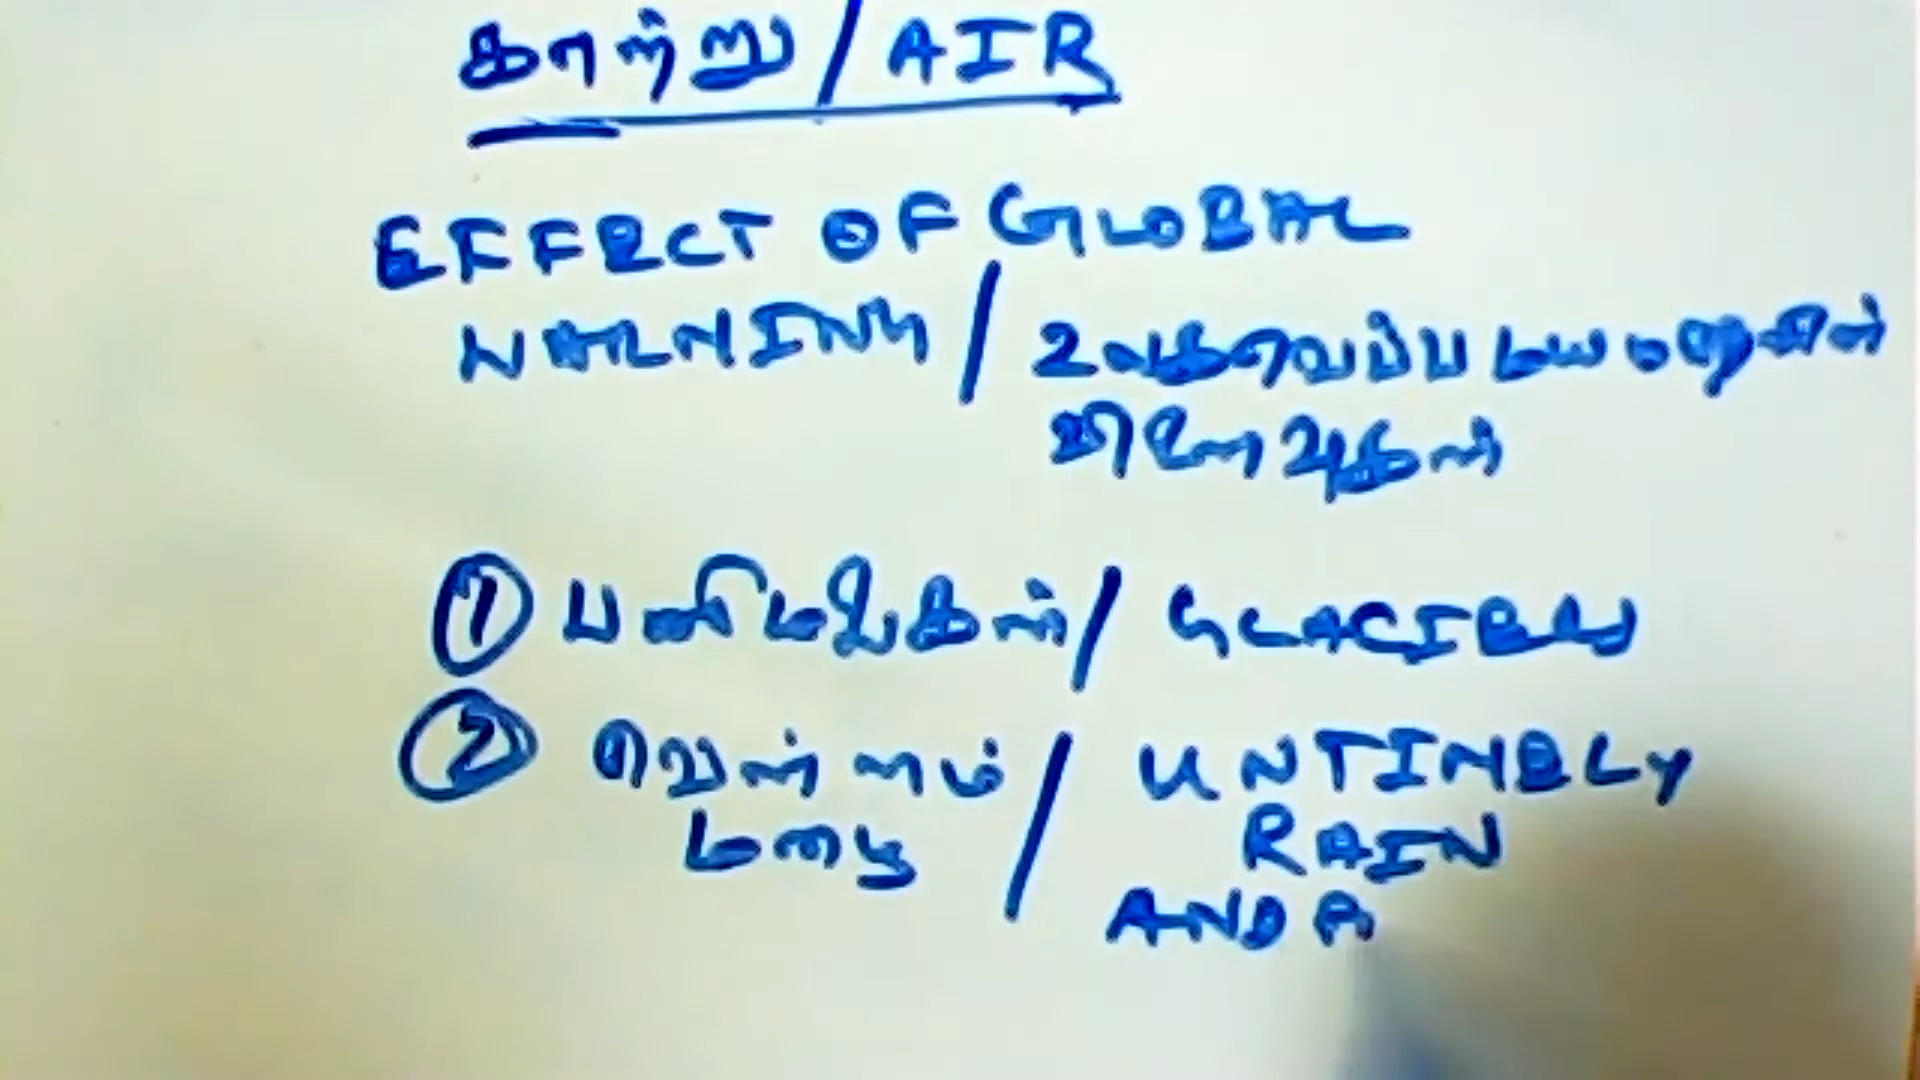 காற்று / AIR
EFFECT OF GLOBAL
WARMING / உலகவெப்பமயமாதலின்
விளைவுகள்
① பனிமலைகள் / GLACIERS
② வெள்ளம் / UNTIMELY
மழை / RAIN
AND